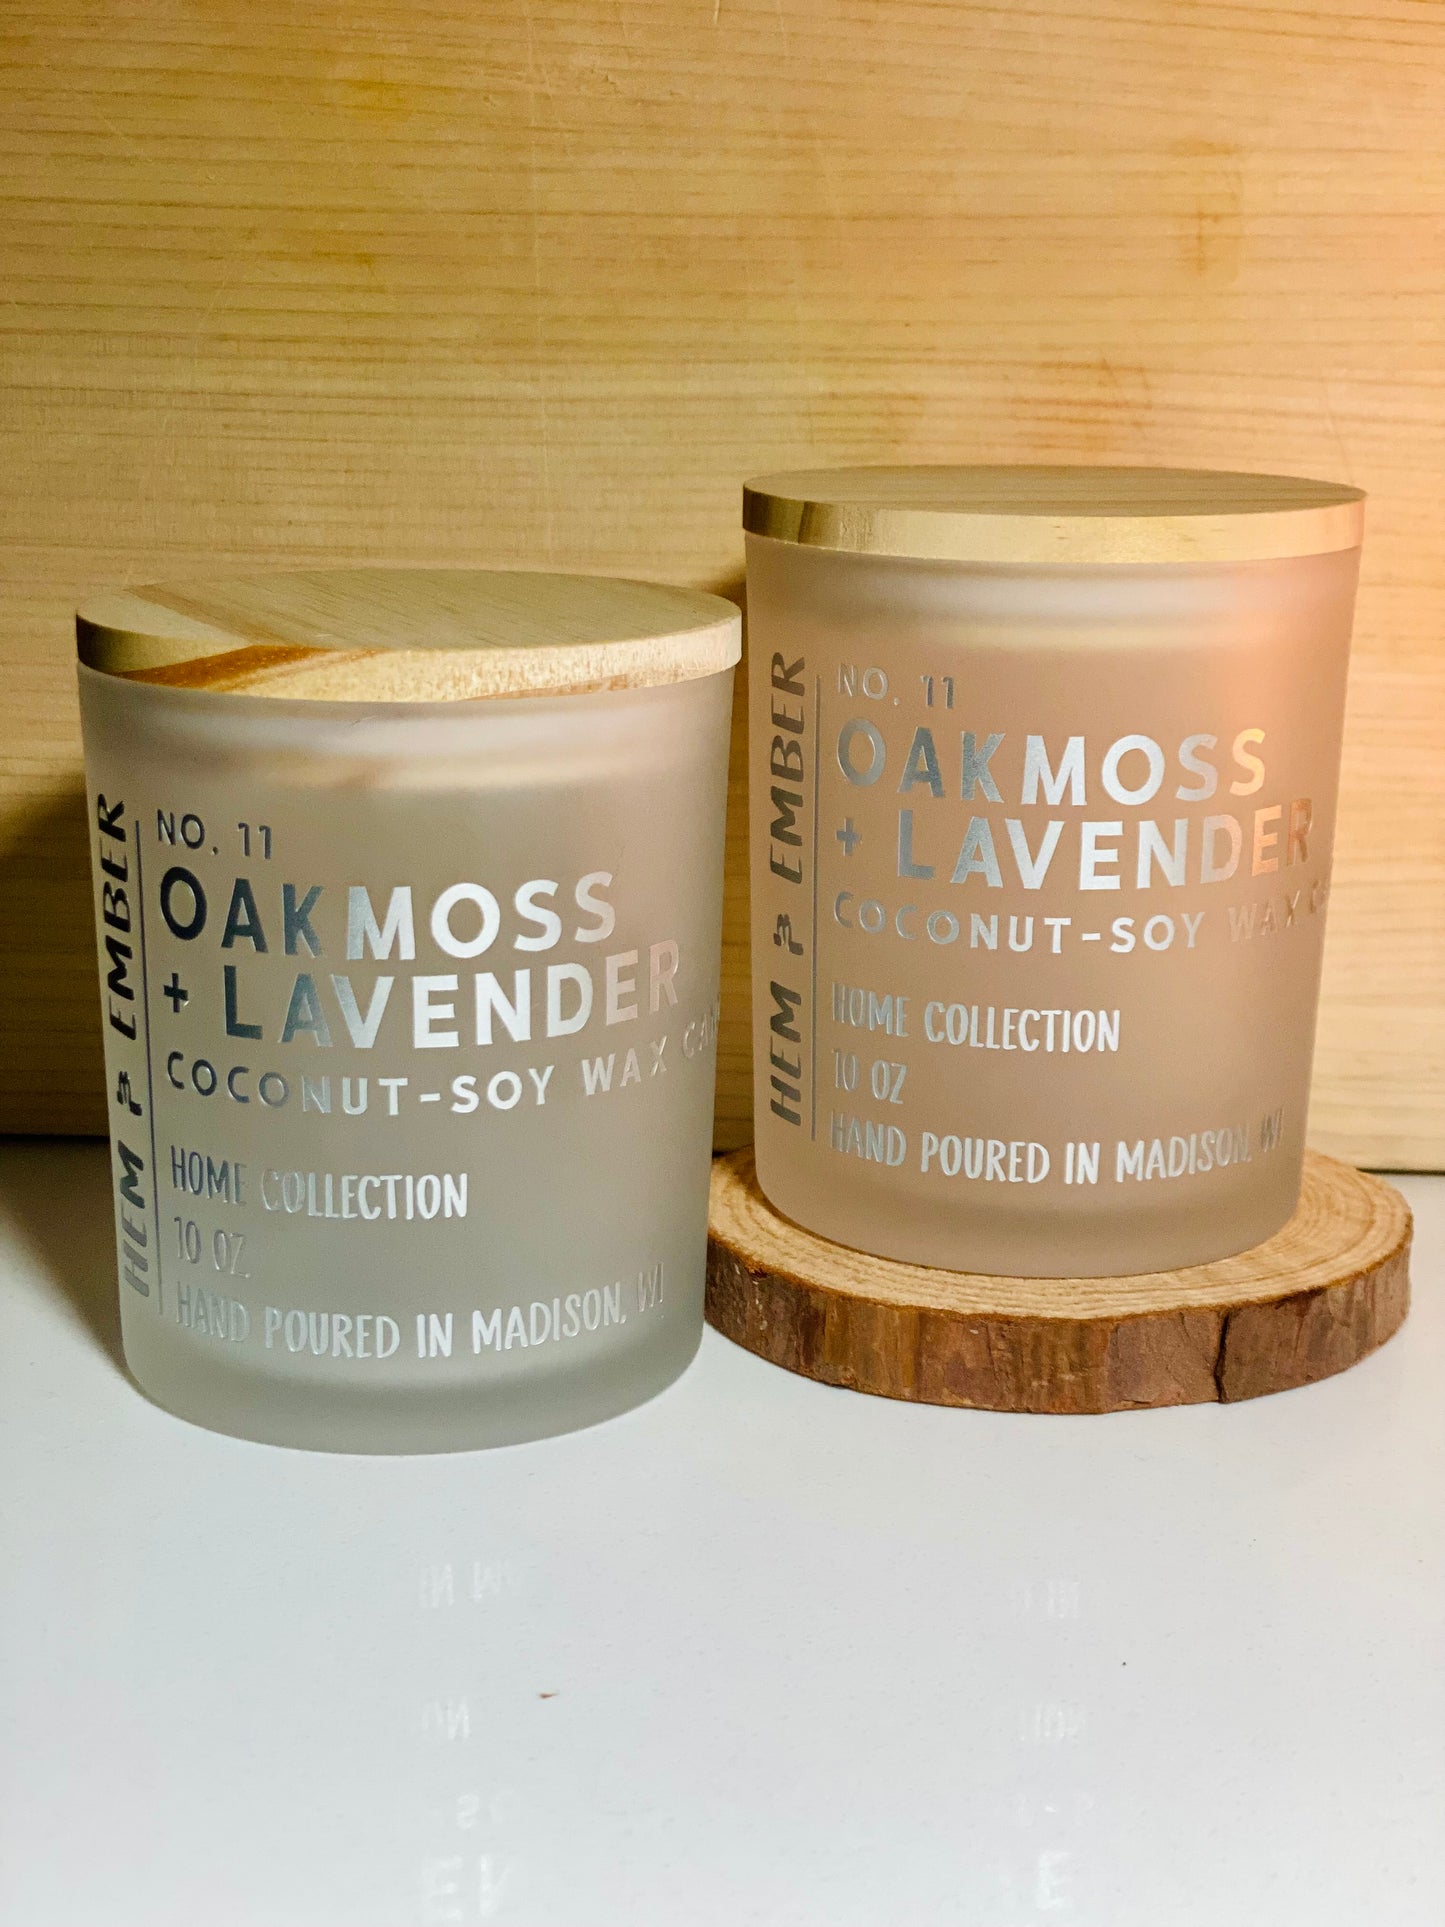 HEM & EMBER
NO. 11
OAKMOSS
+ LAVENDER
COCONUT-SOY WAX
HOME COLLECTION
10 OZ
HAND POURED IN MADISON, WI
HEM & EMBER
NO. 11
OAKMOSS
+ LAVENDER
COCONUT-SOY WAX
HOME COLLECTION
10 OZ
HAND POURED IN MADISON, WI